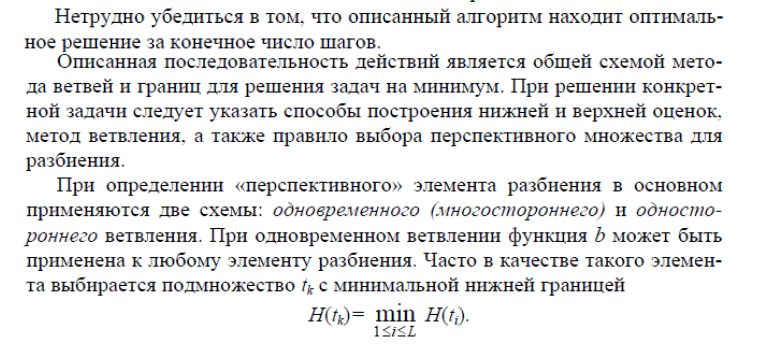 Нетрудно убедиться в том, что описанный алгоритм находит оптималь-
ное решение за конечное число шагов.
Описанная последовательность действий является общей схемой мето-
да ветвей и границ для решения задач на минимум. При решении конкрет-
ной задачи следует указать способы построения нижней и верхней оценок,
метод ветвления, а также правило выбора перспективного множества для
разбиения.
При определении «перспективного» элемента разбиения в основном
применяются две схемы: одновременного (многостороннего) и односто-
роннего ветвления. При одновременном ветвлении функция b может быть
применена к любому элементу разбиения. Часто в качестве такого элемен-
та выбирается подмножество tk с минимальной нижней границей
H(tk)= min H(ti).
1≤i≤L